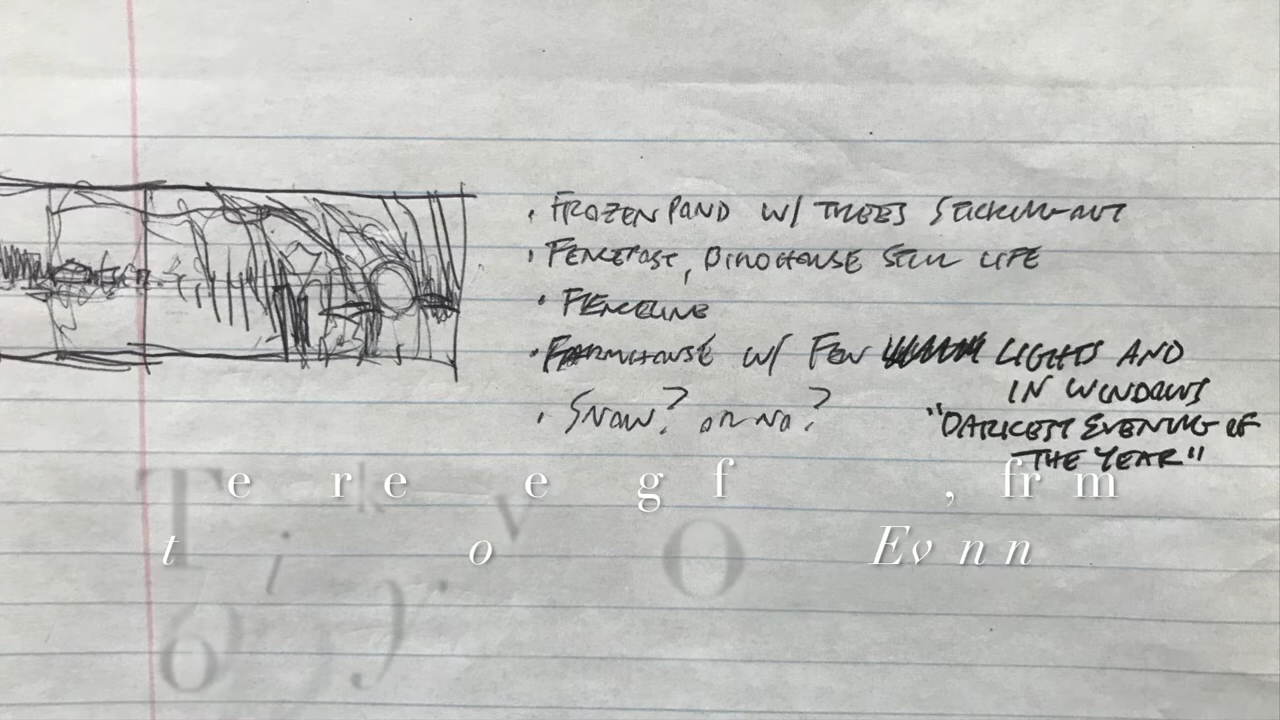 · FROZEN POND W/ TREES STICKING OUT
· FENCEPOST, BIRDHOUSE STILL LIFE
· FENCELINE
· FARMHOUSE W/ FEW LIGHTS AND
IN WINDOWS
· SNOW? OR NO?
"DARKEST EVENING OF
THE YEAR"